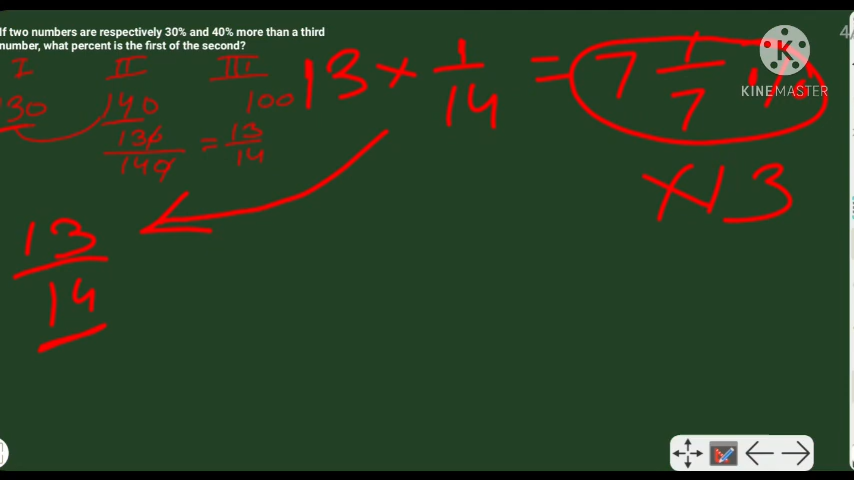 If two numbers are respectively 30% and 40% more than a third
number, what percent is the first of the second?
I II III
130 140 100
130/140 = 13/14
13 × 1/14 = 7 1/7 %
×13
13/14
KINEMASTER